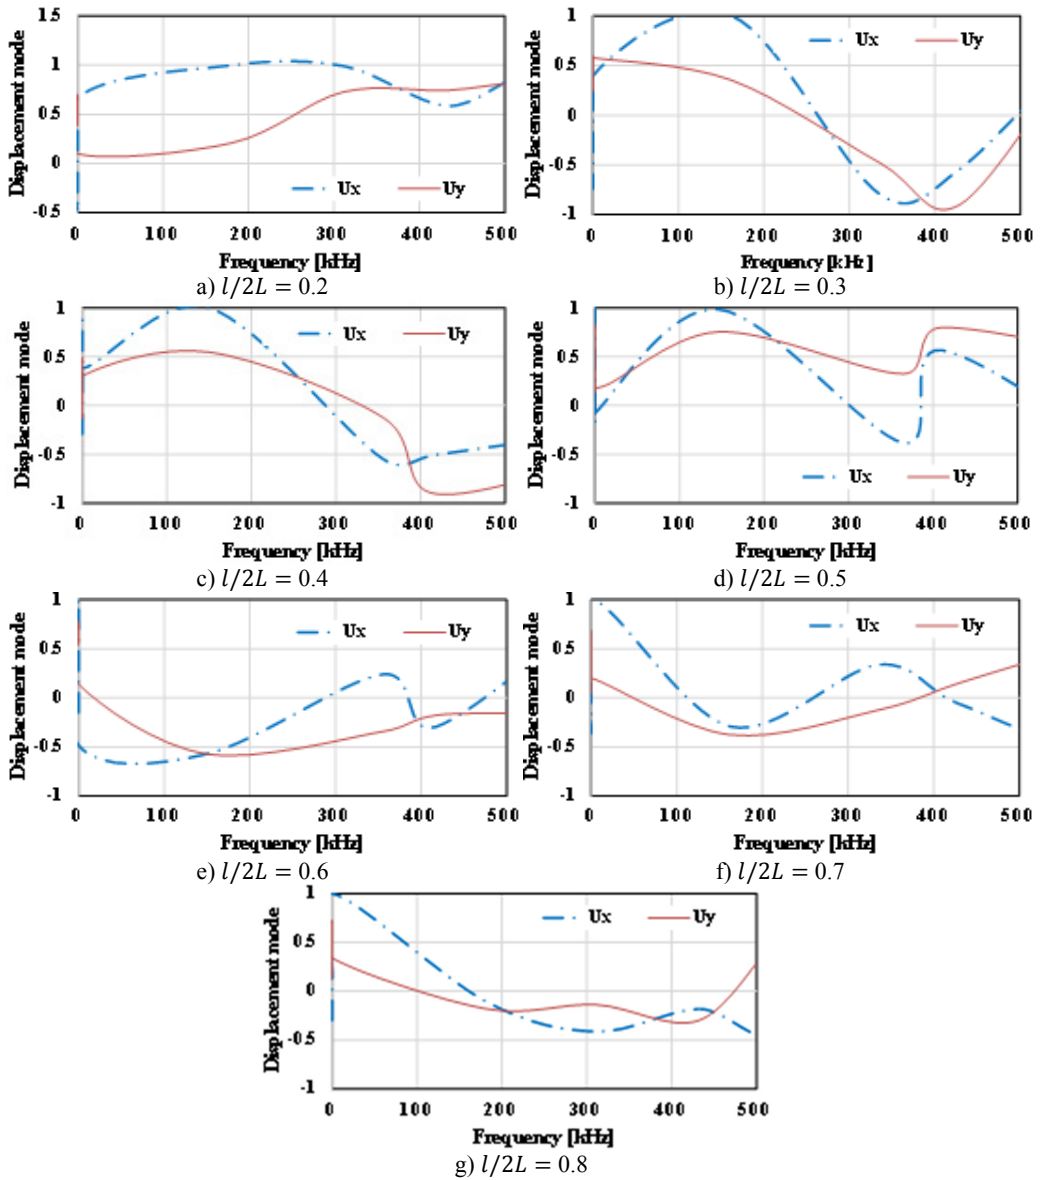 1.5
1
0.5
0
-0.5
Displacement mode
Ux
Uy
0 100 200 300 400 500
Frequency [kHz]
a) l/2L = 0.2
1
0.5
0
-0.5
-1
Displacement mode
Ux
Uy
0 100 200 300 400 500
Frequency [kHz]
b) l/2L = 0.3
1
0.5
0
-0.5
-1
Displacement mode
Ux
Uy
0 100 200 300 400 500
Frequency [kHz]
c) l/2L = 0.4
1
0.5
0
-0.5
-1
Displacement mode
Ux
Uy
0 100 200 300 400 500
Frequency [kHz]
d) l/2L = 0.5
1
0.5
0
-0.5
-1
Displacement mode
Ux
Uy
0 100 200 300 400 500
Frequency [kHz]
e) l/2L = 0.6
1
0.5
0
-0.5
-1
Displacement mode
Ux
Uy
0 100 200 300 400 500
Frequency [kHz]
f) l/2L = 0.7
1
0.5
0
-0.5
-1
Displacement mode
Ux
Uy
0 100 200 300 400 500
Frequency [kHz]
g) l/2L = 0.8